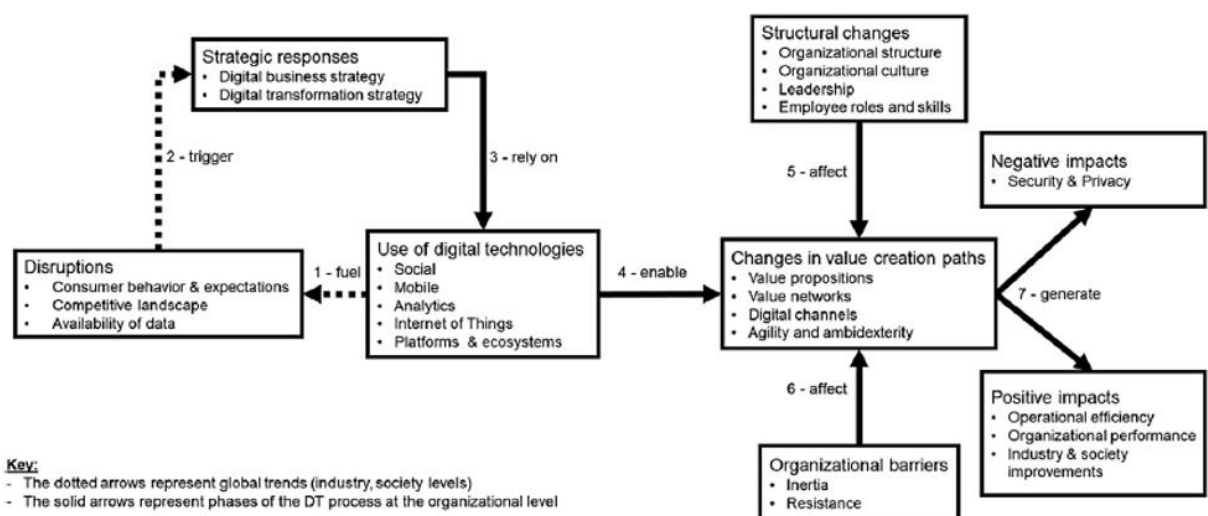 Strategic responses
• Digital business strategy
• Digital transformation strategy
2 - trigger
3 - rely on
Disruptions
• Consumer behavior & expectations
• Competitive landscape
• Availability of data
1 - fuel
Use of digital technologies
• Social
• Mobile
• Analytics
• Internet of Things
• Platforms & ecosystems
4 - enable
Structural changes
• Organizational structure
• Organizational culture
• Leadership
• Employee roles and skills
5 - affect
Changes in value creation paths
• Value propositions
• Value networks
• Digital channels
• Agility and ambidexterity
6 - affect
Organizational barriers
• Inertia
• Resistance
7 - generate
Negative impacts
• Security & Privacy
Positive impacts
• Operational efficiency
• Organizational performance
• Industry & society
improvements
Key:
- The dotted arrows represent global trends (industry, society levels)
- The solid arrows represent phases of the DT process at the organizational level